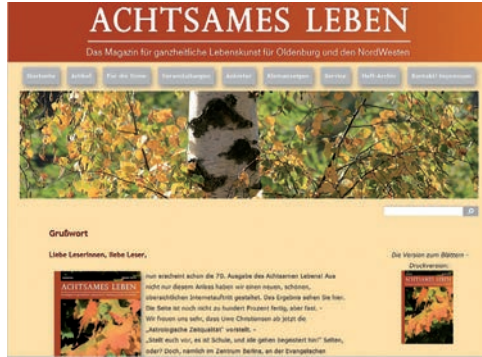 ACHTSAMES LEBEN
Das Magazin für ganzheitliche Lebenskunst für Oldenburg und den NordWesten
Startseite Artikel Für die Sinne Veranstaltungen Anbieter Kleinanzeigen Service Heft-Archiv Kontakt/ Impressum
Grußwort
Liebe Leserinnen, liebe Leser,
Die Version zum Blättern -
Druckversion:
ACHTSAMES LEBEN
nun erscheint schon die 70. Ausgabe des Achtsamen Lebens! Aus
nicht nur diesem Anlass haben wir einen neuen, schönen,
übersichtlichen Internetauftritt gestaltet. Das Ergebnis sehen Sie hier.
Die Seite ist noch nicht zu hundert Prozent fertig, aber fast. -
Wir freuen uns sehr, dass Uwe Christiansen ab jetzt die
„Astrologische Zeitqualität" vorstellt. -
„Stellt euch vor, es ist Schule, und alle gehen begeistert hin!" Selten,
oder? Doch, nämlich im Zentrum Berlins, an der Evangelischen